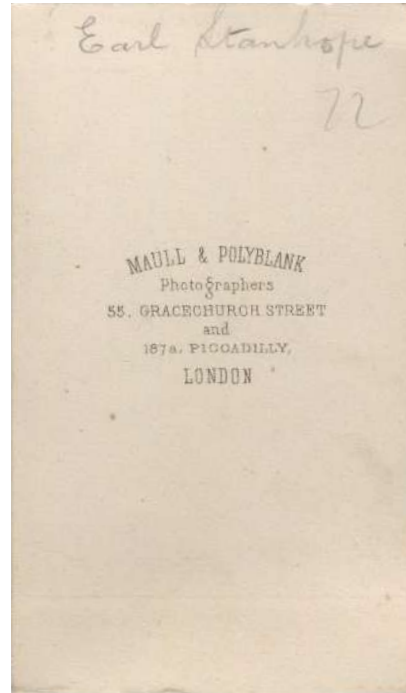 Earl Stanhope
72
MAULL & POLYBLANK
Photographers
55, GRACECHURCH STREET
and
187a, PICCADILLY,
LONDON